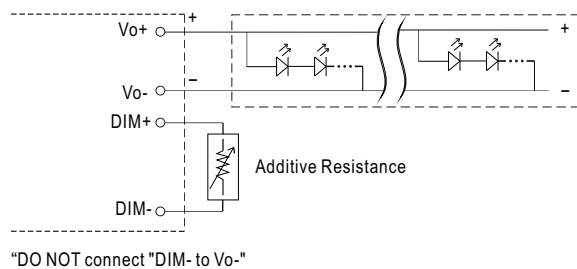 Vo+ + +
Vo- − −
DIM+
Additive Resistance
DIM-
“DO NOT connect "DIM- to Vo-"